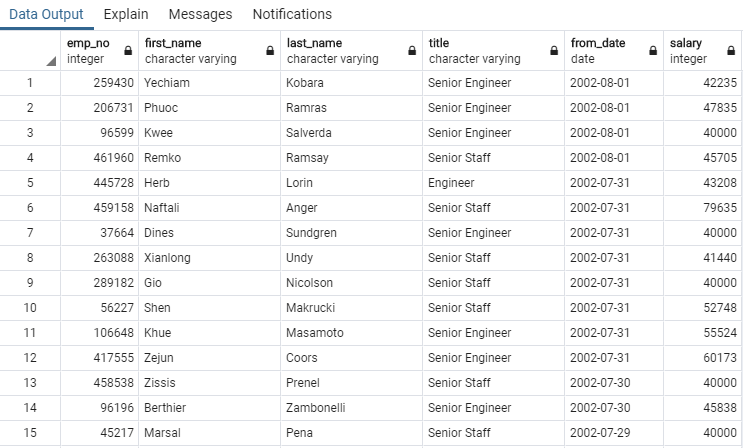 Data Output Explain Messages Notifications
emp_no first_name last_name title from_date salary
integer character varying character varying character varying date integer
1 259430 Yechiam Kobara Senior Engineer 2002-08-01 42235
2 206731 Phuoc Ramras Senior Engineer 2002-08-01 47835
3 96599 Kwee Salverda Senior Engineer 2002-08-01 40000
4 461960 Remko Ramsay Senior Staff 2002-08-01 45705
5 445728 Herb Lorin Engineer 2002-07-31 43208
6 459158 Naftali Anger Senior Staff 2002-07-31 79635
7 37664 Dines Sundgren Senior Engineer 2002-07-31 40000
8 263088 Xianlong Undy Senior Staff 2002-07-31 41440
9 289182 Gio Nicolson Senior Staff 2002-07-31 40000
10 56227 Shen Makrucki Senior Staff 2002-07-31 52748
11 106648 Khue Masamoto Senior Engineer 2002-07-31 55524
12 417555 Zejun Coors Senior Engineer 2002-07-31 60173
13 458538 Zissis Prenel Senior Staff 2002-07-30 40000
14 96196 Berthier Zambonelli Senior Engineer 2002-07-30 45838
15 45217 Marsal Pena Senior Staff 2002-07-29 40000